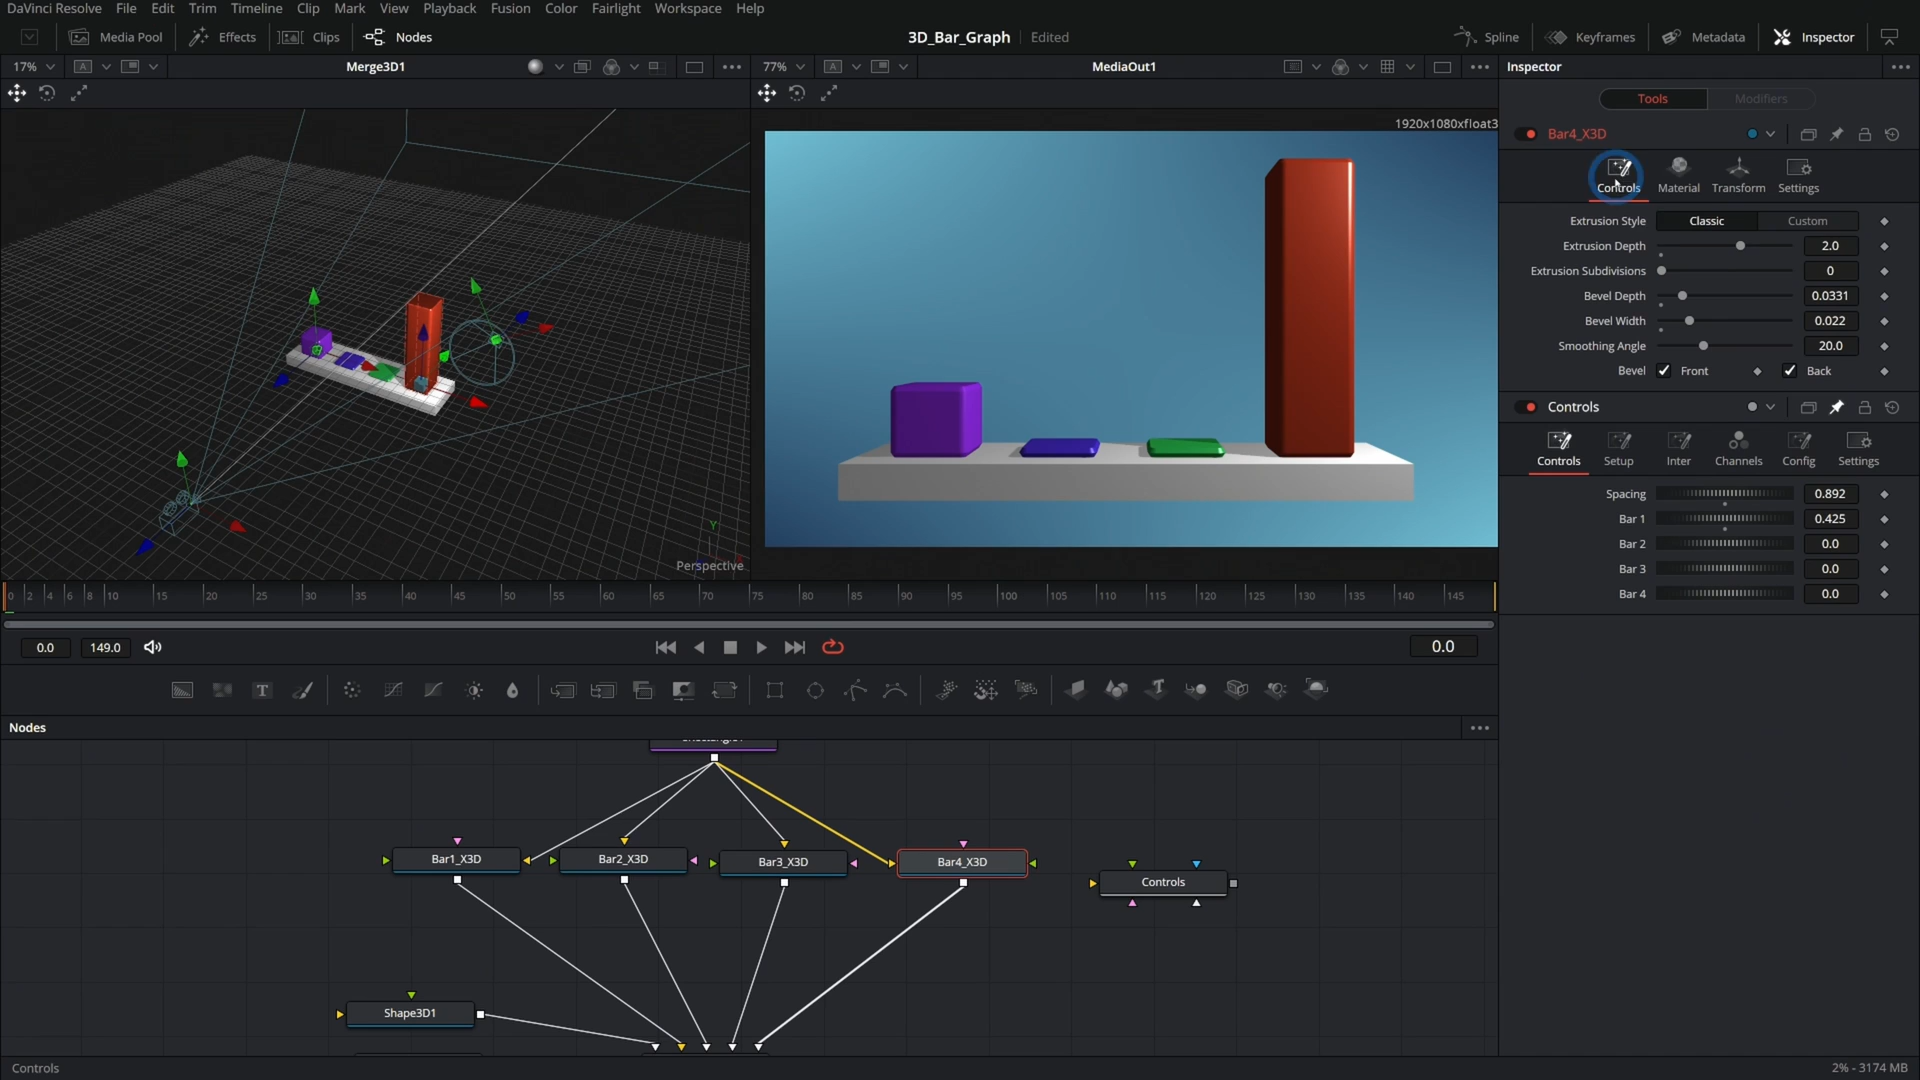 DaVinci Resolve File Edit Trim Timeline Clip Mark View Playback Fusion Color Fairlight Workspace Help
Media Pool Effects Clips Nodes 3D_Bar_Graph Edited Spline Keyframes Metadata Inspector
17% A Merge3D1 77% A MediaOut1 Inspector
Tools Modifiers
1920x1080xfloat3
Bar4_X3D
Controls Material Transform Settings
Extrusion Style Classic Custom
Extrusion Depth 2.0
Extrusion Subdivisions 0
Bevel Depth 0.0331
Bevel Width 0.022
Smoothing Angle 20.0
Bevel Front Back
Controls
Controls Setup Inter Channels Config Settings
Spacing 0.892
Bar 1 0.425
Bar 2 0.0
Bar 3 0.0
Bar 4 0.0
Y
Perspective
0 2 4 6 8 10 15 20 25 30 35 40 45 50 55 60 65 70 75 80 85 90 95 100 105 110 115 120 125 130 135 140 145
0.0 149.0 0.0
T T
Nodes
Bar1_X3D Bar2_X3D Bar3_X3D Bar4_X3D
Controls
Shape3D1
Controls 2% - 3174 MB